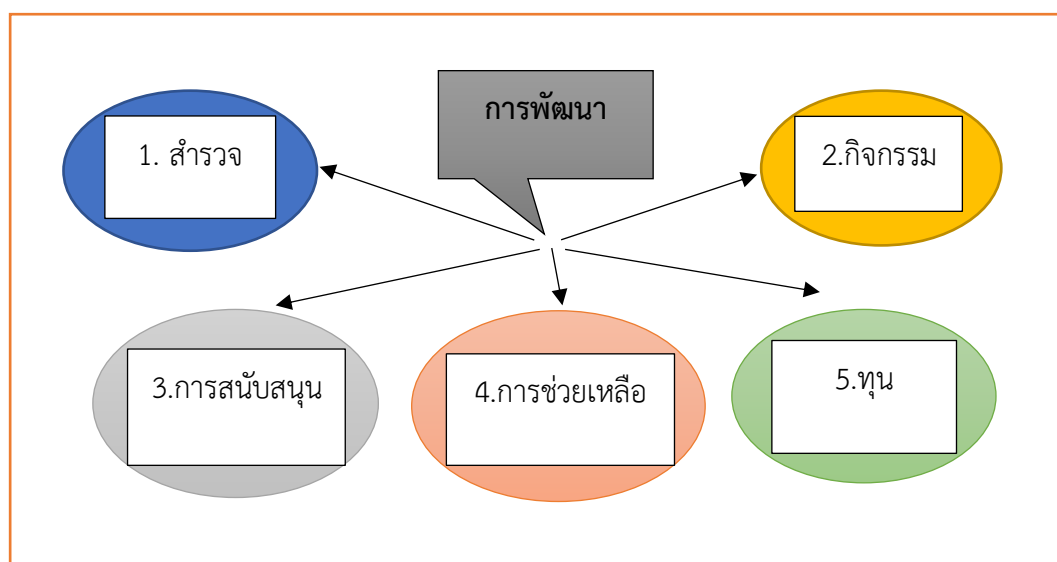 การพัฒนา
1. สำรวจ
2.กิจกรรม
3.การสนับสนุน
4.การช่วยเหลือ
5.ทุน